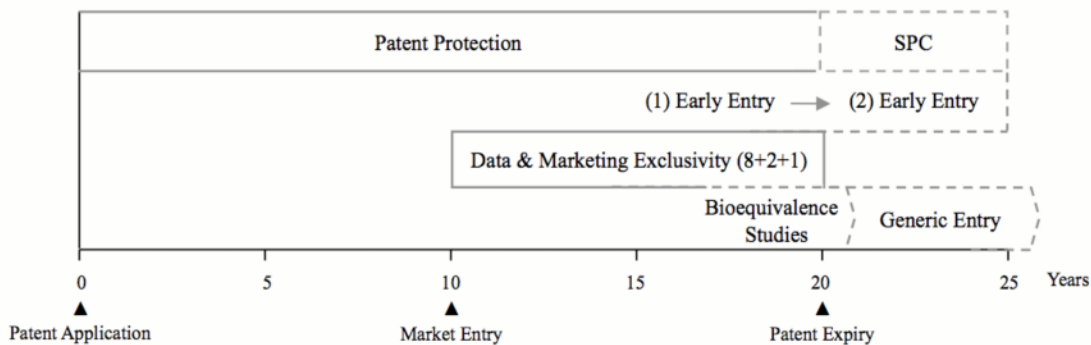 Patent Protection
SPC
(1) Early Entry
(2) Early Entry
Data & Marketing Exclusivity (8+2+1)
Bioequivalence
Studies
Generic Entry
0
5
10
15
20
25
Years
Patent Application
Market Entry
Patent Expiry